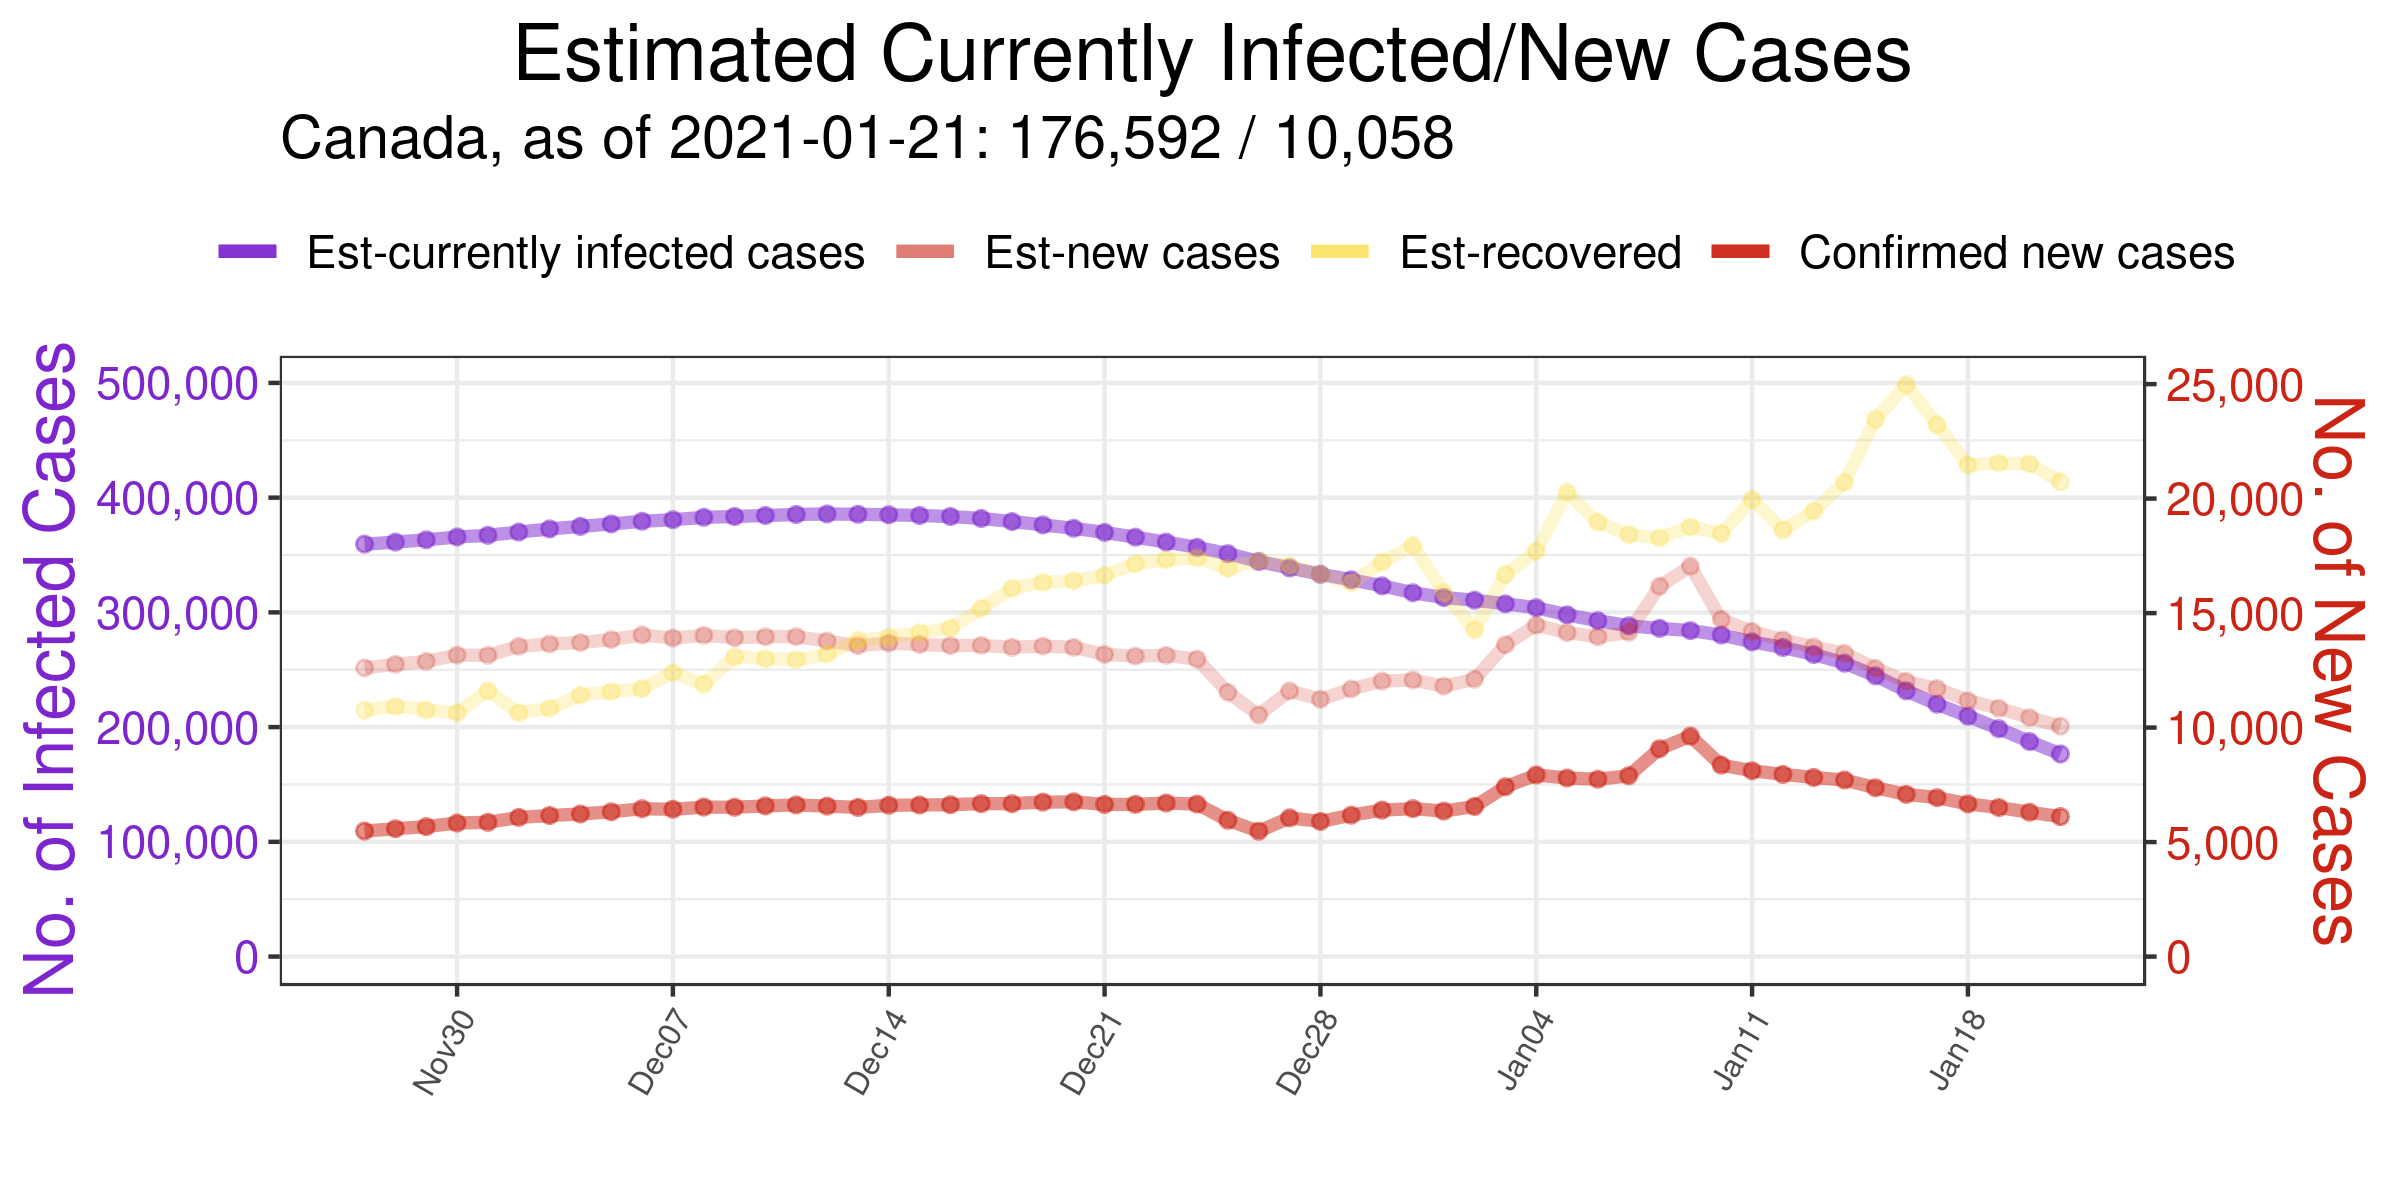 Estimated Currently Infected/New Cases
Canada, as of 2021-01-21: 176,592 / 10,058
Est-currently infected cases Est-new cases Est-recovered Confirmed new cases
No. of Infected Cases
500,000
400,000
300,000
200,000
100,000
0
25,000
20,000
15,000
10,000
5,000
0
No. of New Cases
Nov30 Dec07 Dec14 Dec21 Dec28 Jan04 Jan11 Jan18